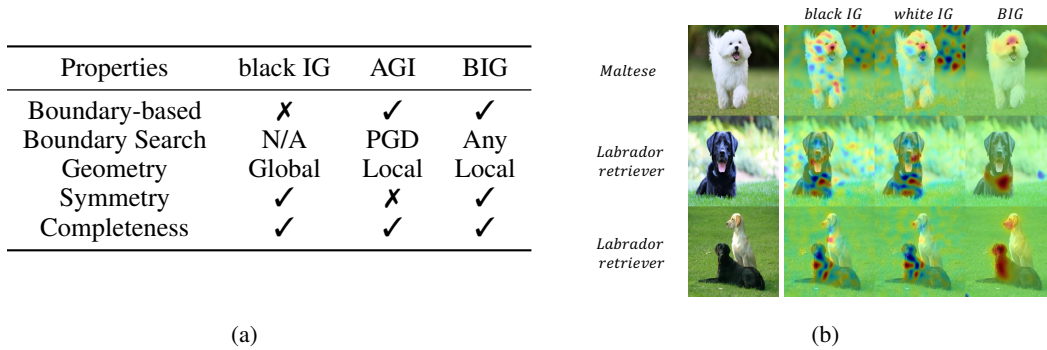 Properties black IG AGI BIG
Boundary-based ✗ ✓ ✓
Boundary Search N/A PGD Any
Geometry Global Local Local
Symmetry ✓ ✗ ✓
Completeness ✓ ✓ ✓
(a)
black IG white IG BIG
Maltese
Labrador
retriever
Labrador
retriever
(b)